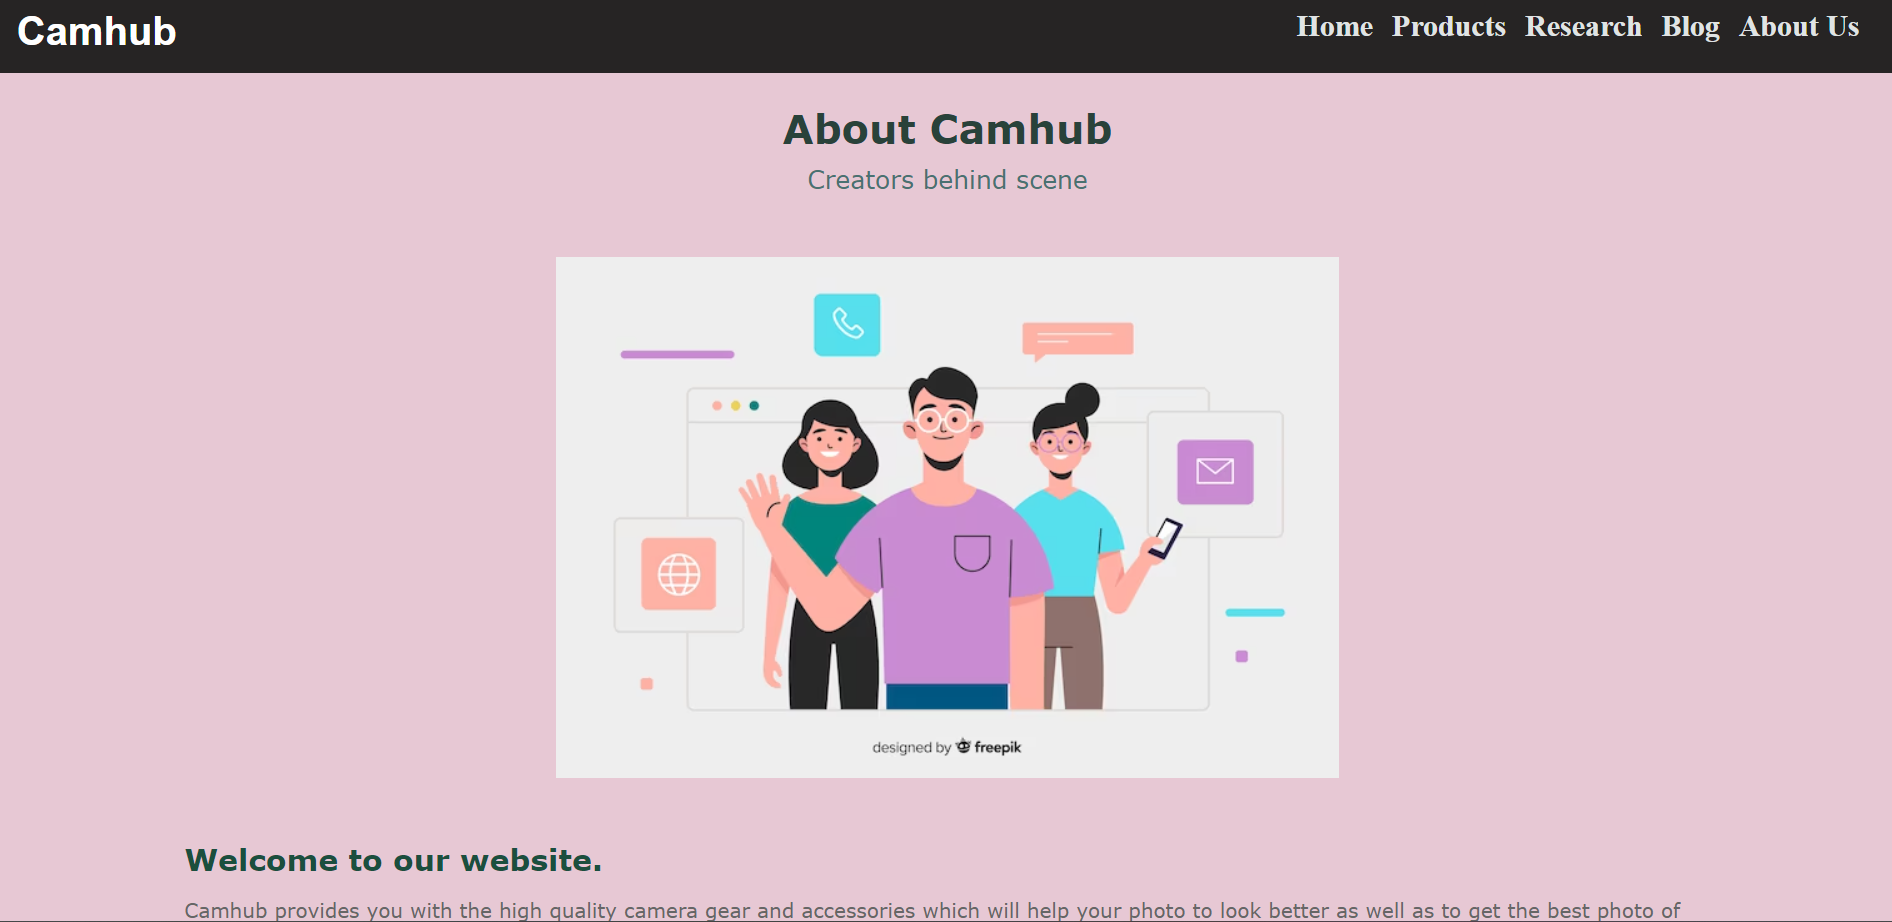 Camhub
Home Products Research Blog About Us
About Camhub
Creators behind scene
designed by freepik
Welcome to our website.
Camhub provides you with the high quality camera gear and accessories which will help your photo to look better as well as to get the best photo of